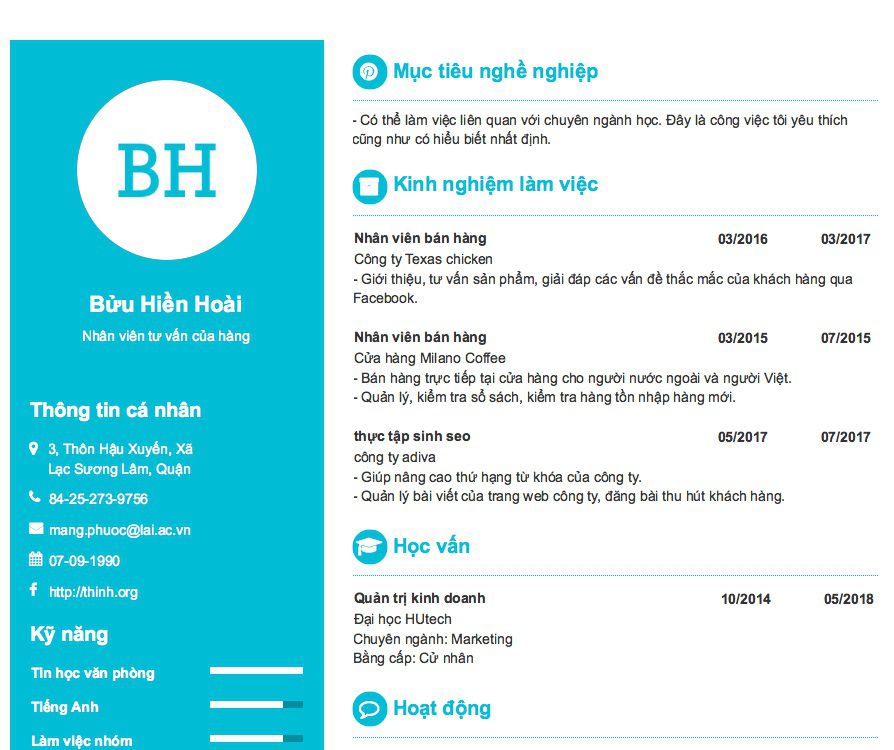 BH
Bửu Hiền Hoài
Nhân viên tư vấn của hàng
Thông tin cá nhân
3, Thôn Hậu Xuyến, Xã
Lạc Sương Lâm, Quận
84-25-273-9756
mang.phuoc@lai.ac.vn
07-09-1990
http://thinh.org
Kỹ năng
Tin học văn phòng
Tiếng Anh
Làm việc nhóm
Mục tiêu nghề nghiệp
- Có thể làm việc liên quan với chuyên ngành học. Đây là công việc tôi yêu thích
cũng như có hiểu biết nhất định.
Kinh nghiệm làm việc
Nhân viên bán hàng 03/2016 03/2017
Công ty Texas chicken
- Giới thiệu, tư vấn sản phẩm, giải đáp các vấn đề thắc mắc của khách hàng qua
Facebook.
Nhân viên bán hàng 03/2015 07/2015
Cửa hàng Milano Coffee
- Bán hàng trực tiếp tại cửa hàng cho người nước ngoài và người Việt.
- Quản lý, kiểm tra sổ sách, kiểm tra hàng tồn nhập hàng mới.
thực tập sinh seo 05/2017 07/2017
công ty adiva
- Giúp nâng cao thứ hạng từ khóa của công ty.
- Quản lý bài viết của trang web công ty, đăng bài thu hút khách hàng.
Học vấn
Quản trị kinh doanh 10/2014 05/2018
Đại học HUtech
Chuyên ngành: Marketing
Bằng cấp: Cử nhân
Hoạt động